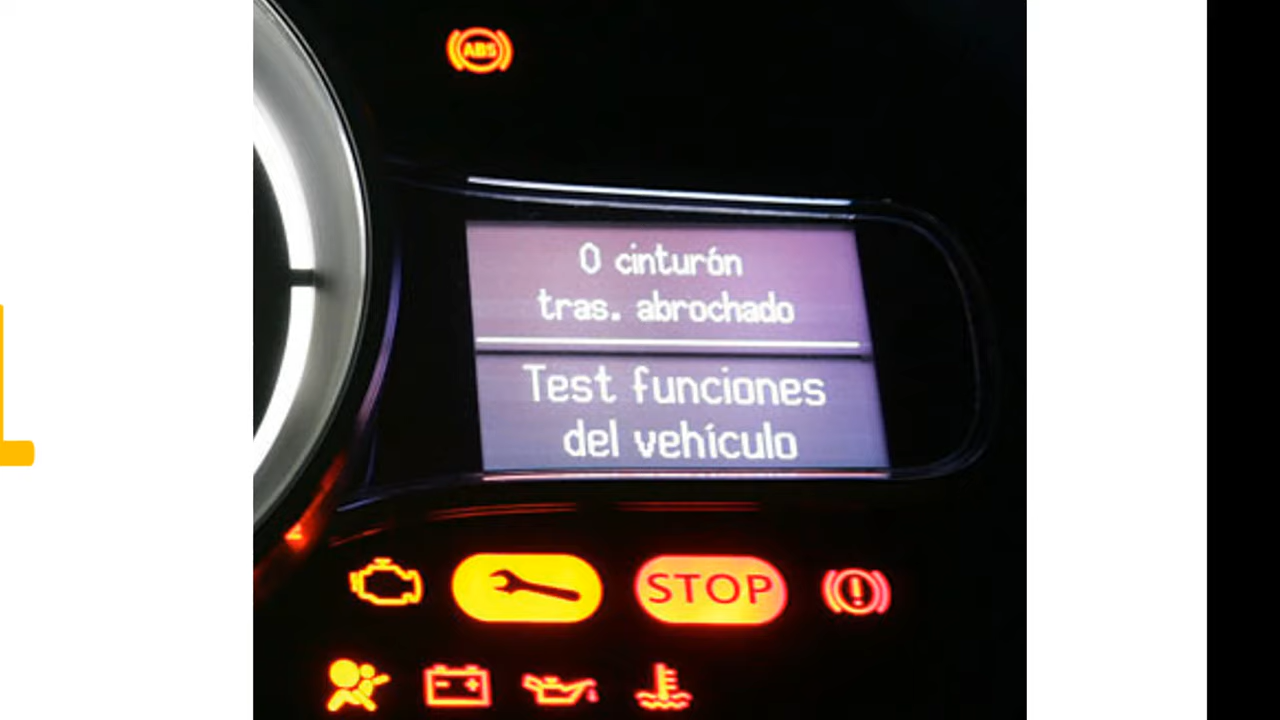 ABS
0 cinturón
tras. abrochado
Test funciones
del vehículo
STOP